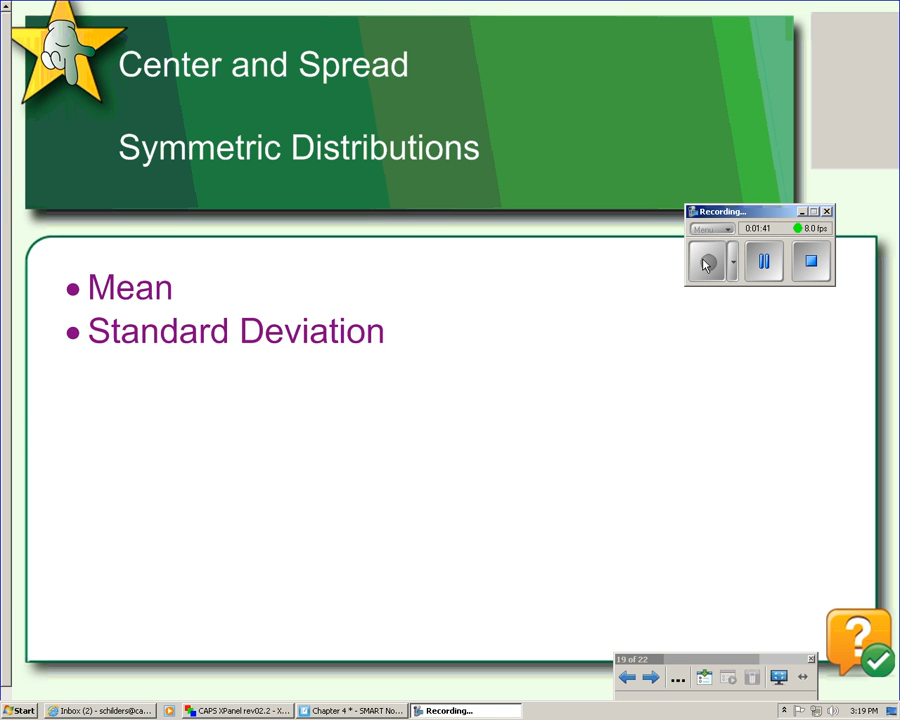 Center and Spread
Symmetric Distributions
Recording...
Menu
0:01:41
8.0 fps
• Mean
• Standard Deviation
?
19 of 22
...
Start
Inbox (2) - schilders@ca...
CAPS XPanel rev02.2 - X...
Chapter 4 * - SMART No...
Recording...
3:19 PM